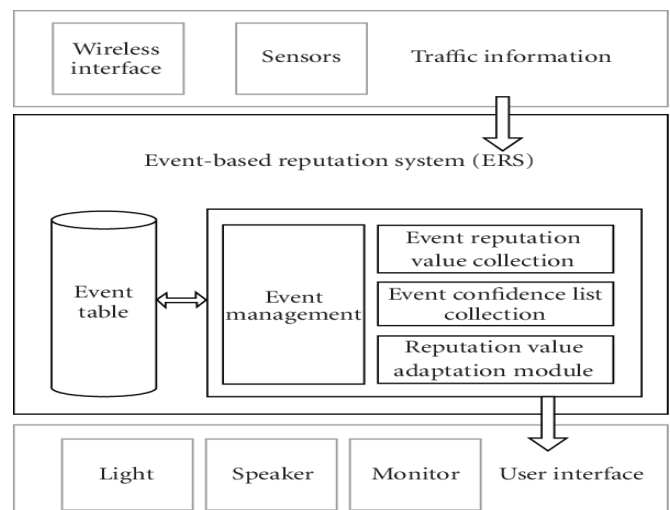 Wireless
interface
Sensors
Traffic information
Event-based reputation system (ERS)
Event
table
Event
management
Event reputation
value collection
Event confidence list
collection
Reputation value
adaptation module
Light
Speaker
Monitor
User interface